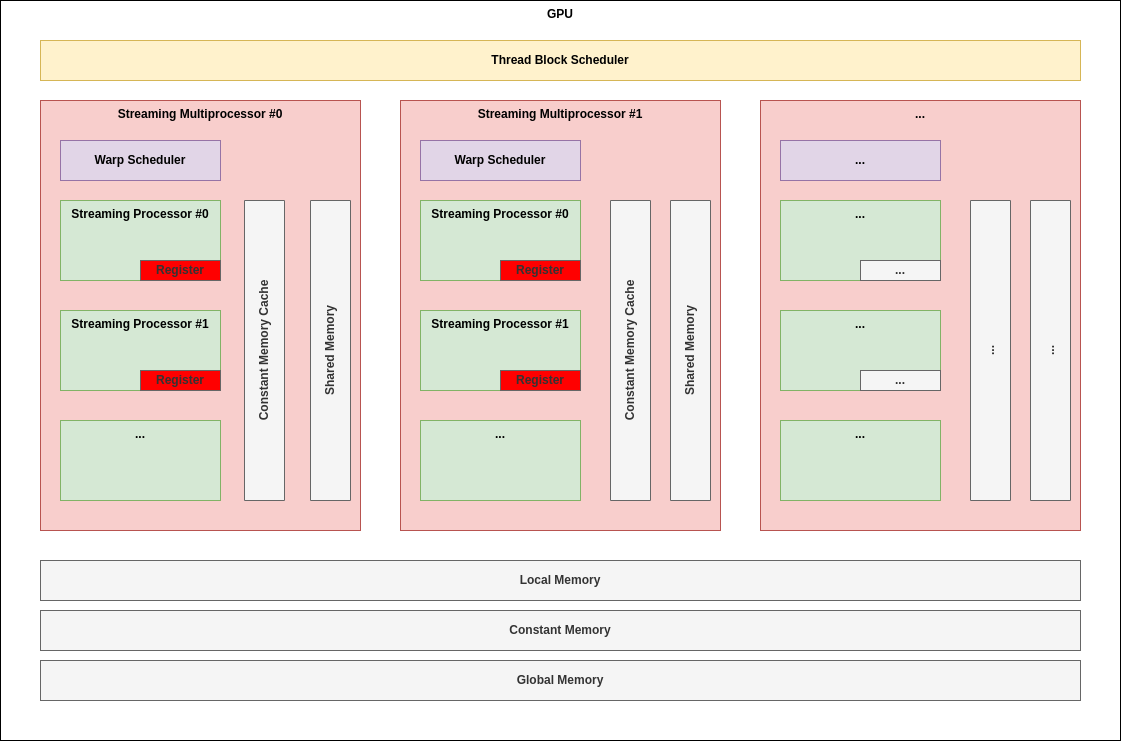 GPU
Thread Block Scheduler
Streaming Multiprocessor #0
Warp Scheduler
Streaming Processor #0
Register
Streaming Processor #1
Register
...
Constant Memory Cache
Shared Memory
Streaming Multiprocessor #1
Warp Scheduler
Streaming Processor #0
Register
Streaming Processor #1
Register
...
Constant Memory Cache
Shared Memory
...
...
...
...
...
...
...
...
...
Local Memory
Constant Memory
Global Memory